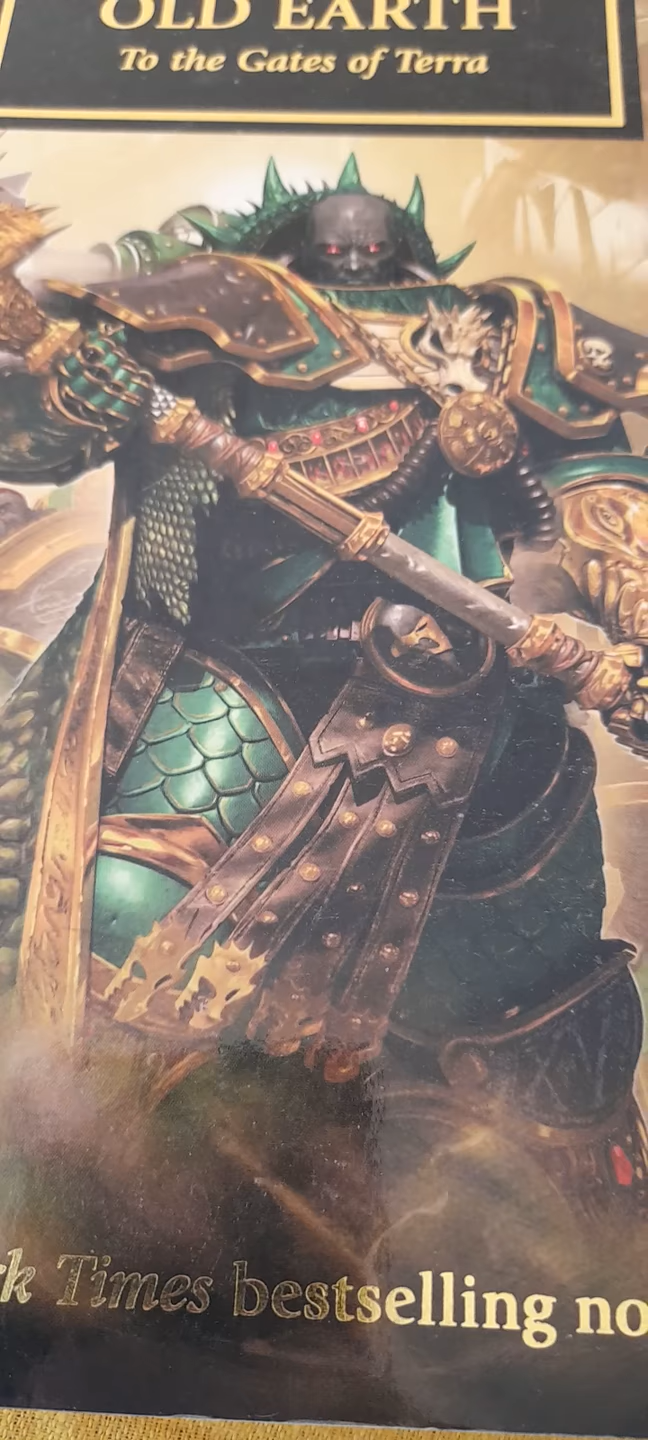 OLD EARTH
To the Gates of Terra
rk Times bestselling no